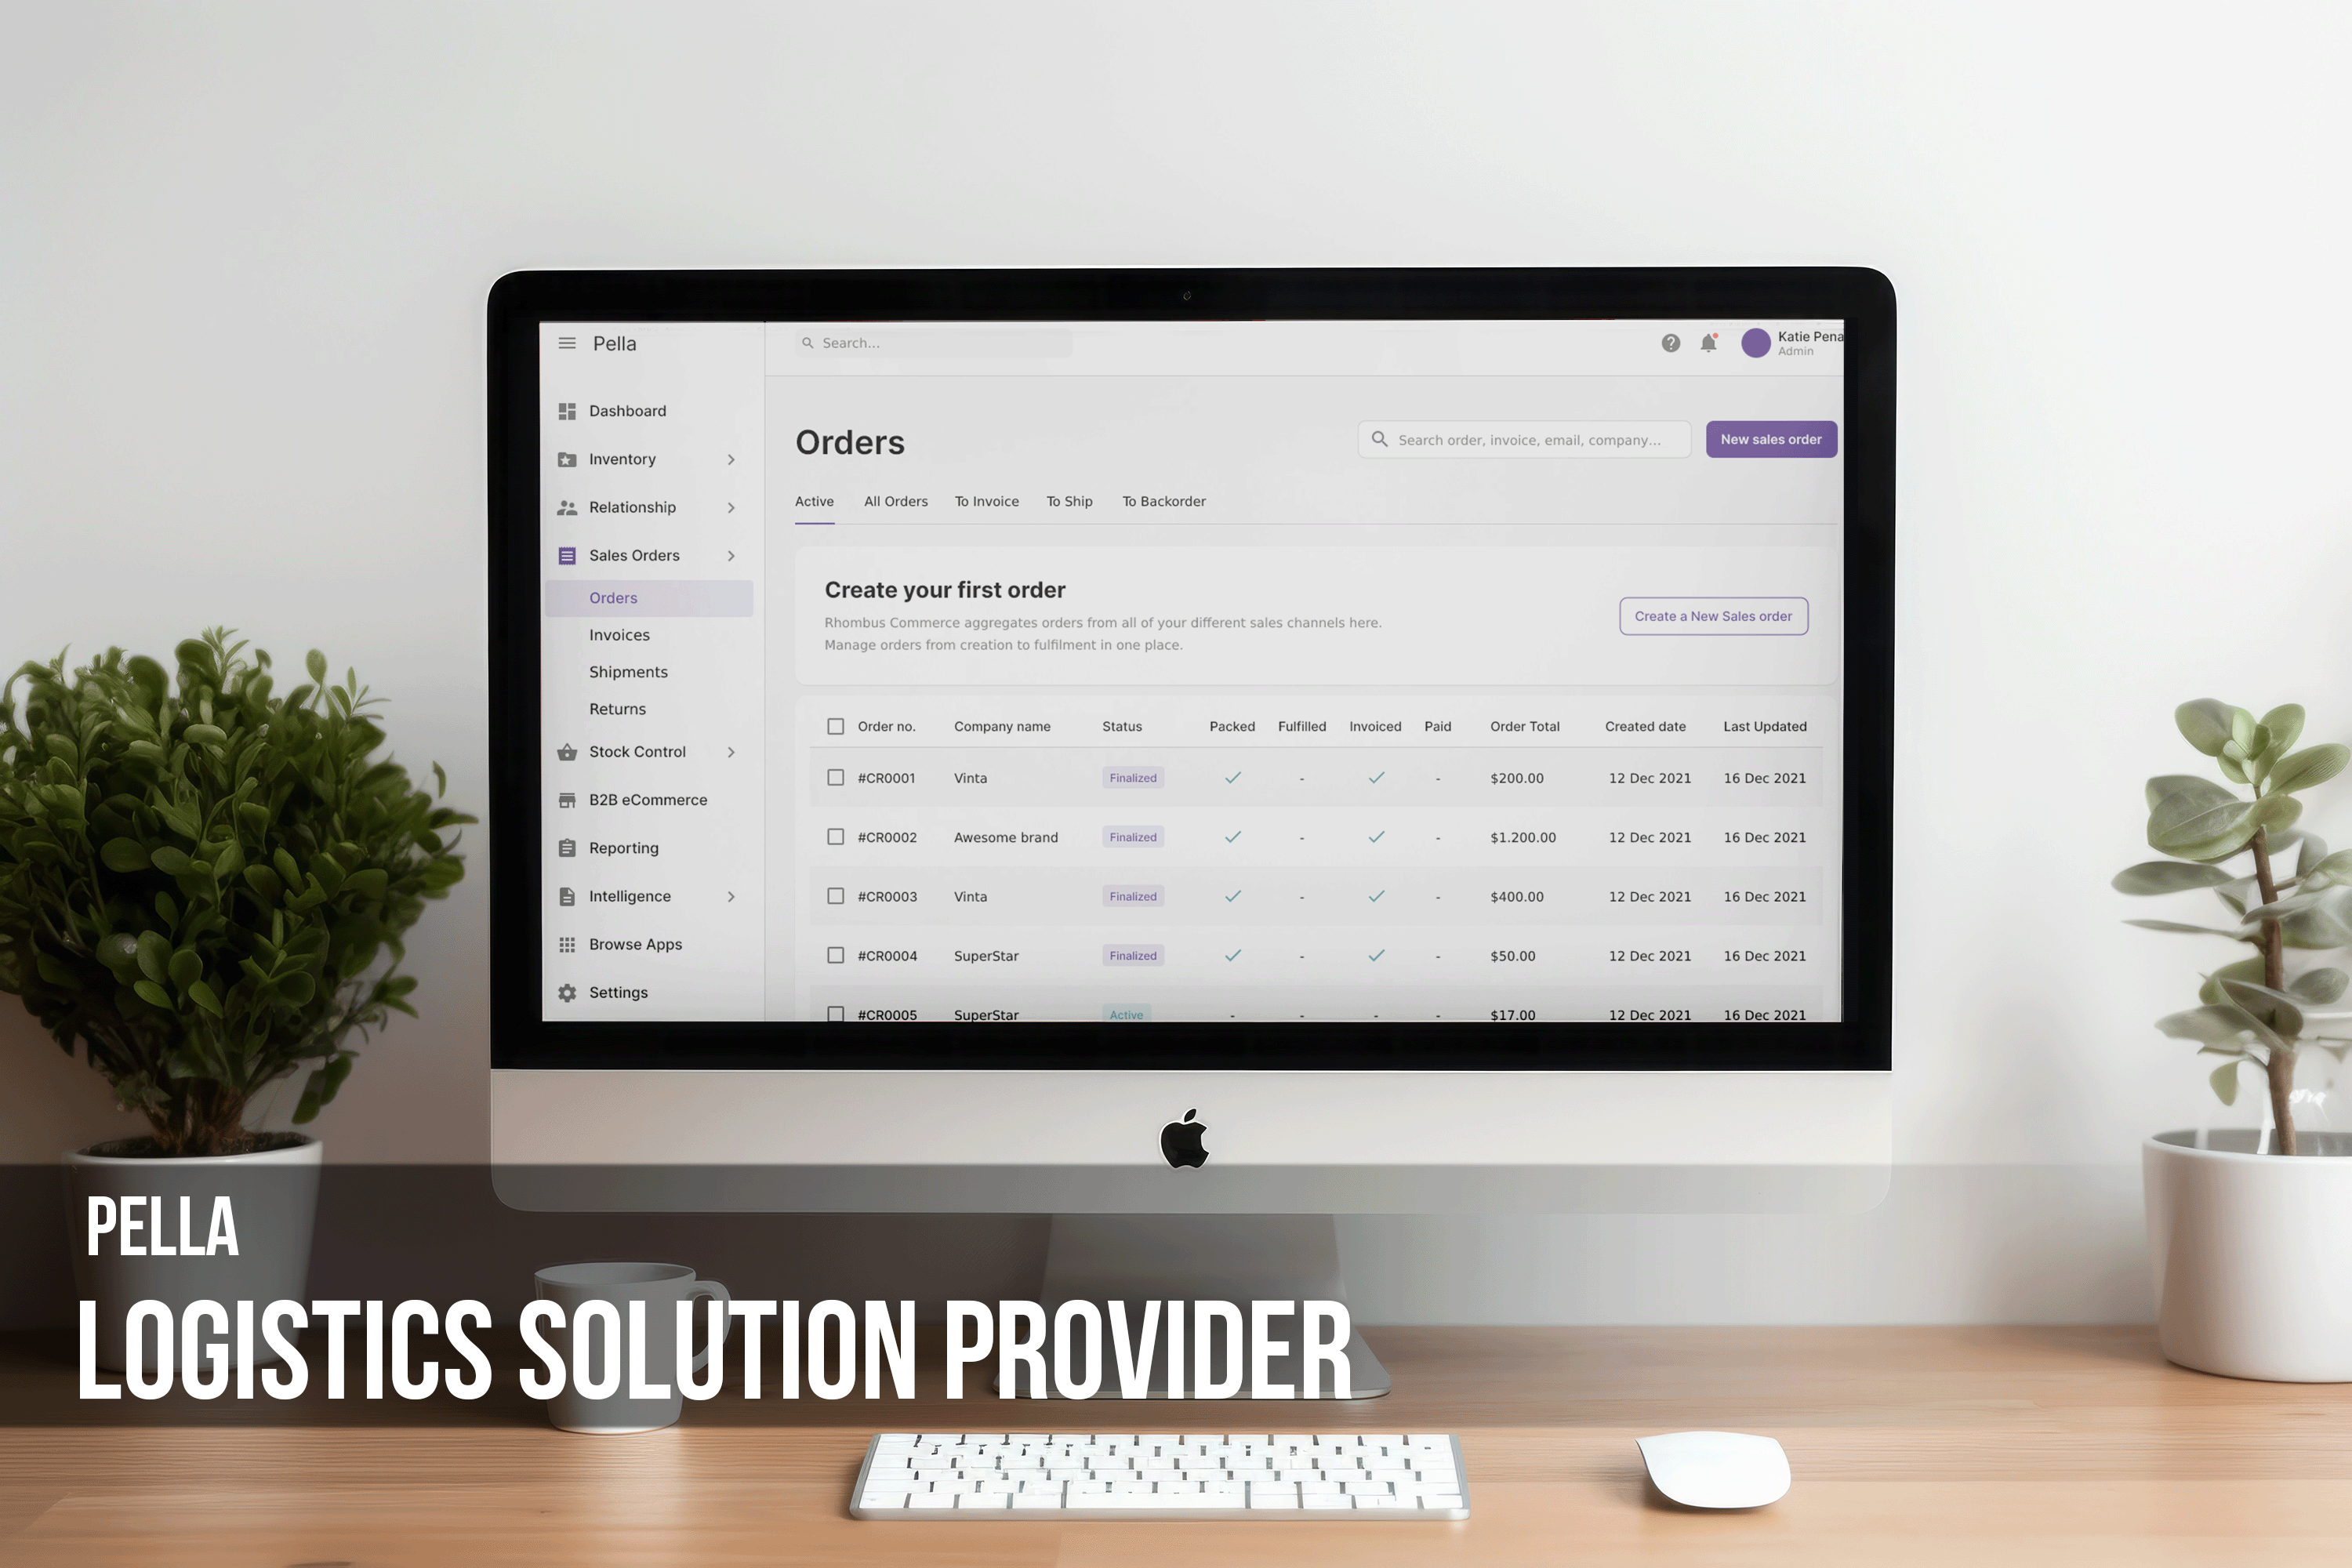 Pella
Search...
Katie Pena
Admin
Dashboard
Inventory
Relationship
Sales Orders
Orders
Invoices
Shipments
Returns
Stock Control
B2B eCommerce
Reporting
Intelligence
Browse Apps
Settings
Orders
Search order, invoice, email, company...
New sales order
Active All Orders To Invoice To Ship To Backorder
Create your first order
Rhombus Commerce aggregates orders from all of your different sales channels here.
Manage orders from creation to fulfilment in one place.
Create a New Sales order
Order no. Company name Status Packed Fulfilled Invoiced Paid Order Total Created date Last Updated
#CR0001 Vinta Finalized ✓ - ✓ - $200.00 12 Dec 2021 16 Dec 2021
#CR0002 Awesome brand Finalized ✓ - ✓ - $1.200.00 12 Dec 2021 16 Dec 2021
#CR0003 Vinta Finalized ✓ - ✓ - $400.00 12 Dec 2021 16 Dec 2021
#CR0004 SuperStar Finalized ✓ - ✓ - $50.00 12 Dec 2021 16 Dec 2021
#CR0005 SuperStar Active - - - - $17.00 12 Dec 2021 16 Dec 2021
PELLA
LOGISTICS SOLUTION PROVIDER